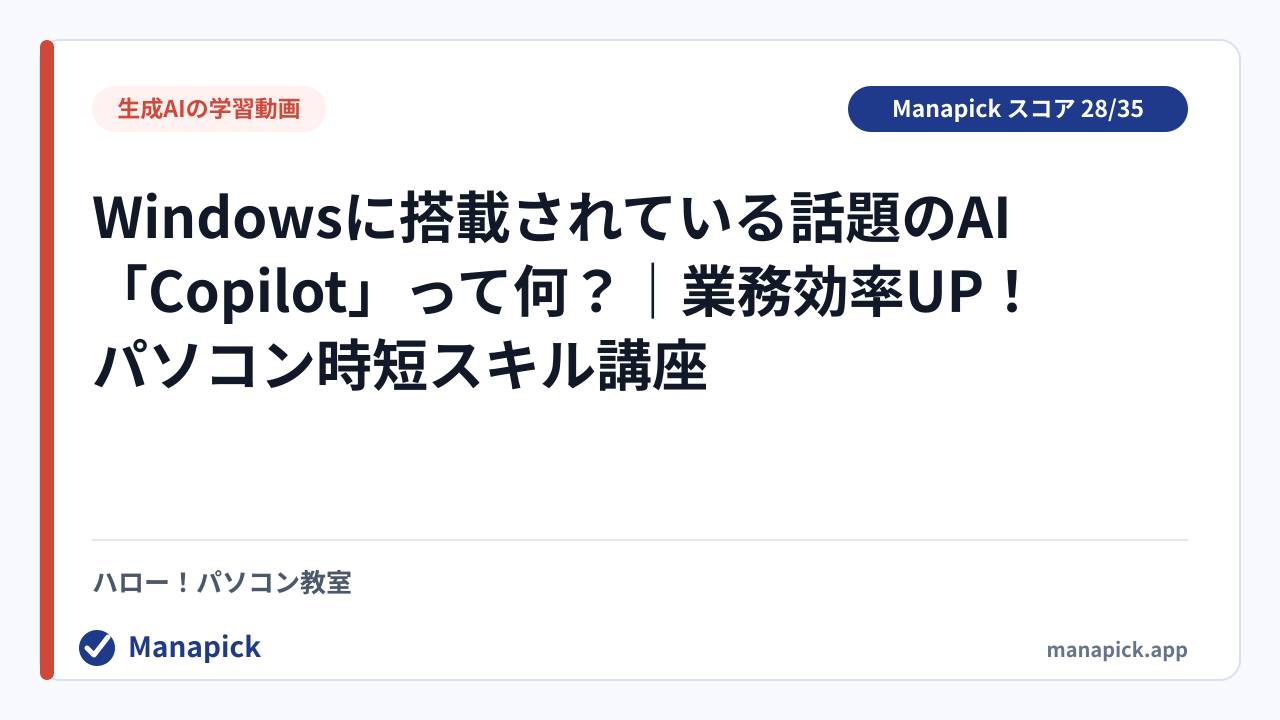 生成AIの学習動画
Manapick スコア 28/35
Windowsに搭載されている話題のAI
「Copilot」って何？｜業務効率UP！
パソコン時短スキル講座
ハロー！パソコン教室
Manapick
manapick.app